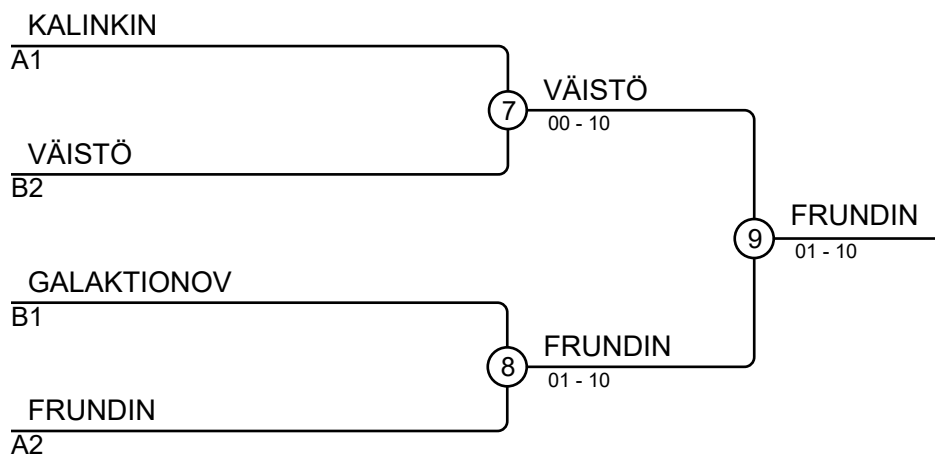 KALINKIN
A1
7
VÄISTÖ
00 - 10
VÄISTÖ
B2
9
FRUNDIN
01 - 10
GALAKTIONOV
B1
8
FRUNDIN
01 - 10
FRUNDIN
A2